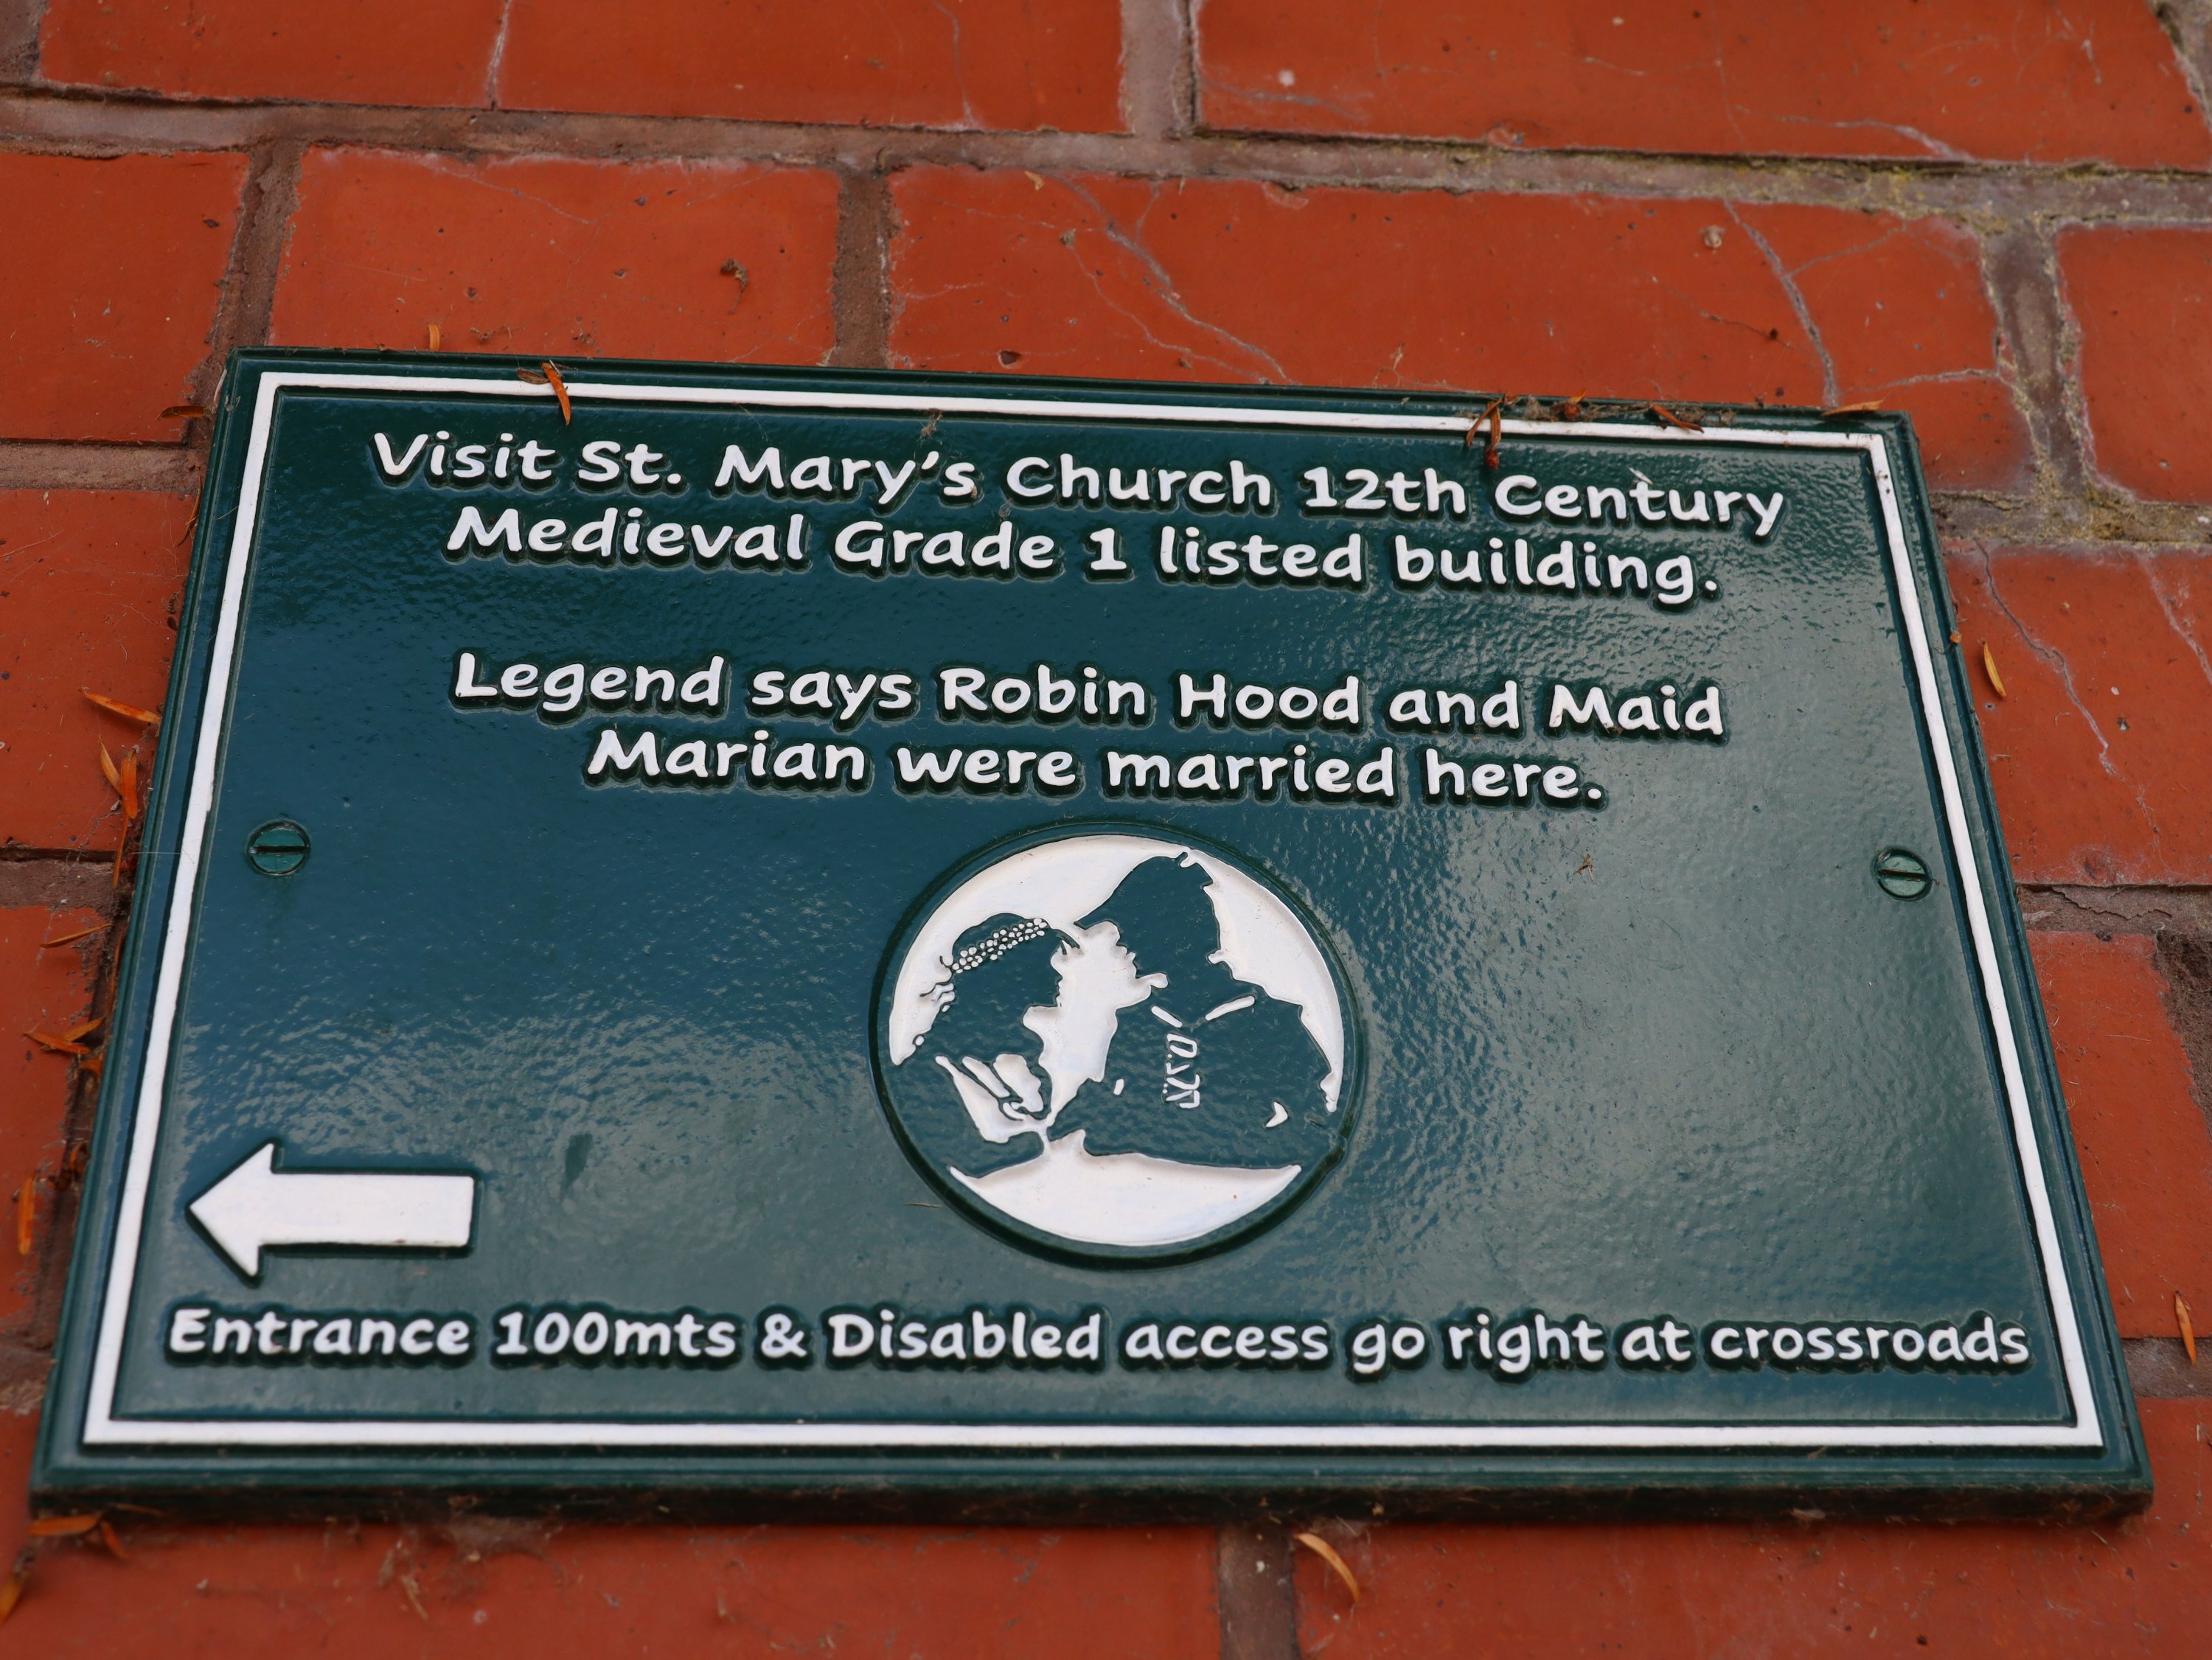 Visit St. Mary's Church 12th Century
Medieval Grade 1 listed building.
Legend says Robin Hood and Maid
Marian were married here.
Entrance 100mts & Disabled access go right at crossroads